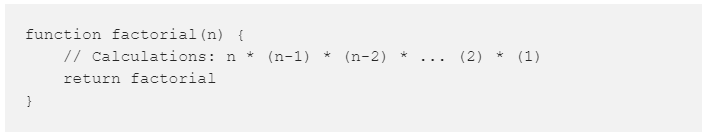 function factorial(n) {
    // Calculations: n * (n-1) * (n-2) * ... (2) * (1)
    return factorial
}